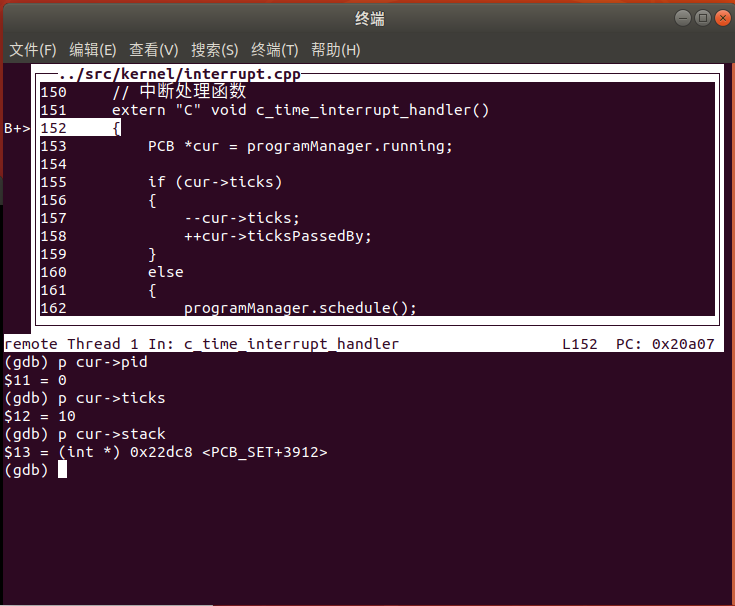 终端
文件(F) 编辑(E) 查看(V) 搜索(S) 终端(T) 帮助(H)
../src/kernel/interrupt.cpp
150     // 中断处理函数
151     extern "C" void c_time_interrupt_handler()
B+> 152     {
153         PCB *cur = programManager.running;
154
155         if (cur->ticks)
156         {
157             --cur->ticks;
158             ++cur->ticksPassedBy;
159         }
160         else
161         {
162             programManager.schedule();
remote Thread 1 In: c_time_interrupt_handler L152 PC: 0x20a07
(gdb) p cur->pid
$11 = 0
(gdb) p cur->ticks
$12 = 10
(gdb) p cur->stack
$13 = (int *) 0x22dc8 <PCB_SET+3912>
(gdb)